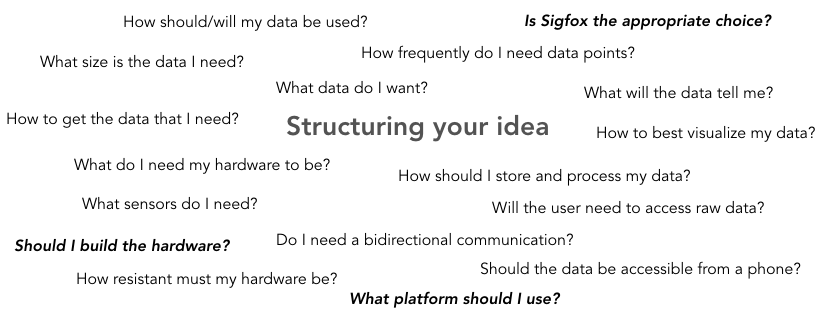 How should/will my data be used?
Is Sigfox the appropriate choice?
How frequently do I need data points?
What size is the data I need?
What data do I want?
What will the data tell me?
How to get the data that I need?
Structuring your idea
How to best visualize my data?
What do I need my hardware to be?
How should I store and process my data?
What sensors do I need?
Will the user need to access raw data?
Should I build the hardware?
Do I need a bidirectional communication?
Should the data be accessible from a phone?
How resistant must my hardware be?
What platform should I use?